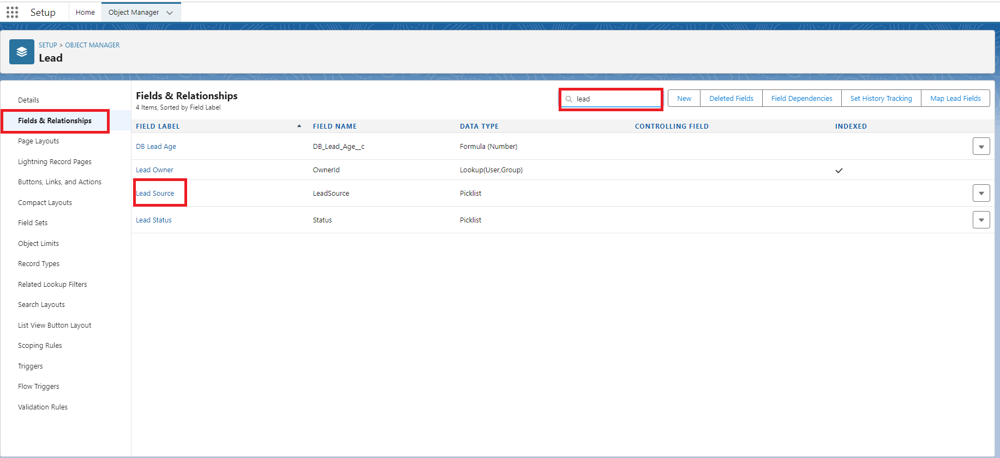 Setup Home Object Manager
SETUP > OBJECT MANAGER
Lead
Details
Fields & Relationships
Page Layouts
Lightning Record Pages
Buttons, Links, and Actions
Compact Layouts
Field Sets
Object Limits
Record Types
Related Lookup Filters
Search Layouts
List View Button Layout
Scoping Rules
Triggers
Flow Triggers
Validation Rules
Fields & Relationships
4 Items, Sorted by Field Label
lead
New Deleted Fields Field Dependencies Set History Tracking Map Lead Fields
FIELD LABEL FIELD NAME DATA TYPE CONTROLLING FIELD INDEXED
DB Lead Age DB_Lead_Age__c Formula (Number)
Lead Owner OwnerId Lookup(User,Group)
Lead Source LeadSource Picklist
Lead Status Status Picklist